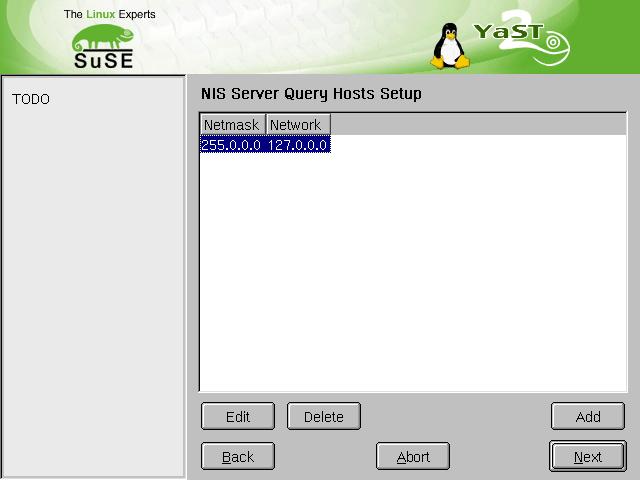 The Linux Experts
SuSE
YaST
2
TODO
NIS Server Query Hosts Setup
Netmask Network
255.0.0.0 127.0.0.0
Edit Delete Add
Back Abort Next